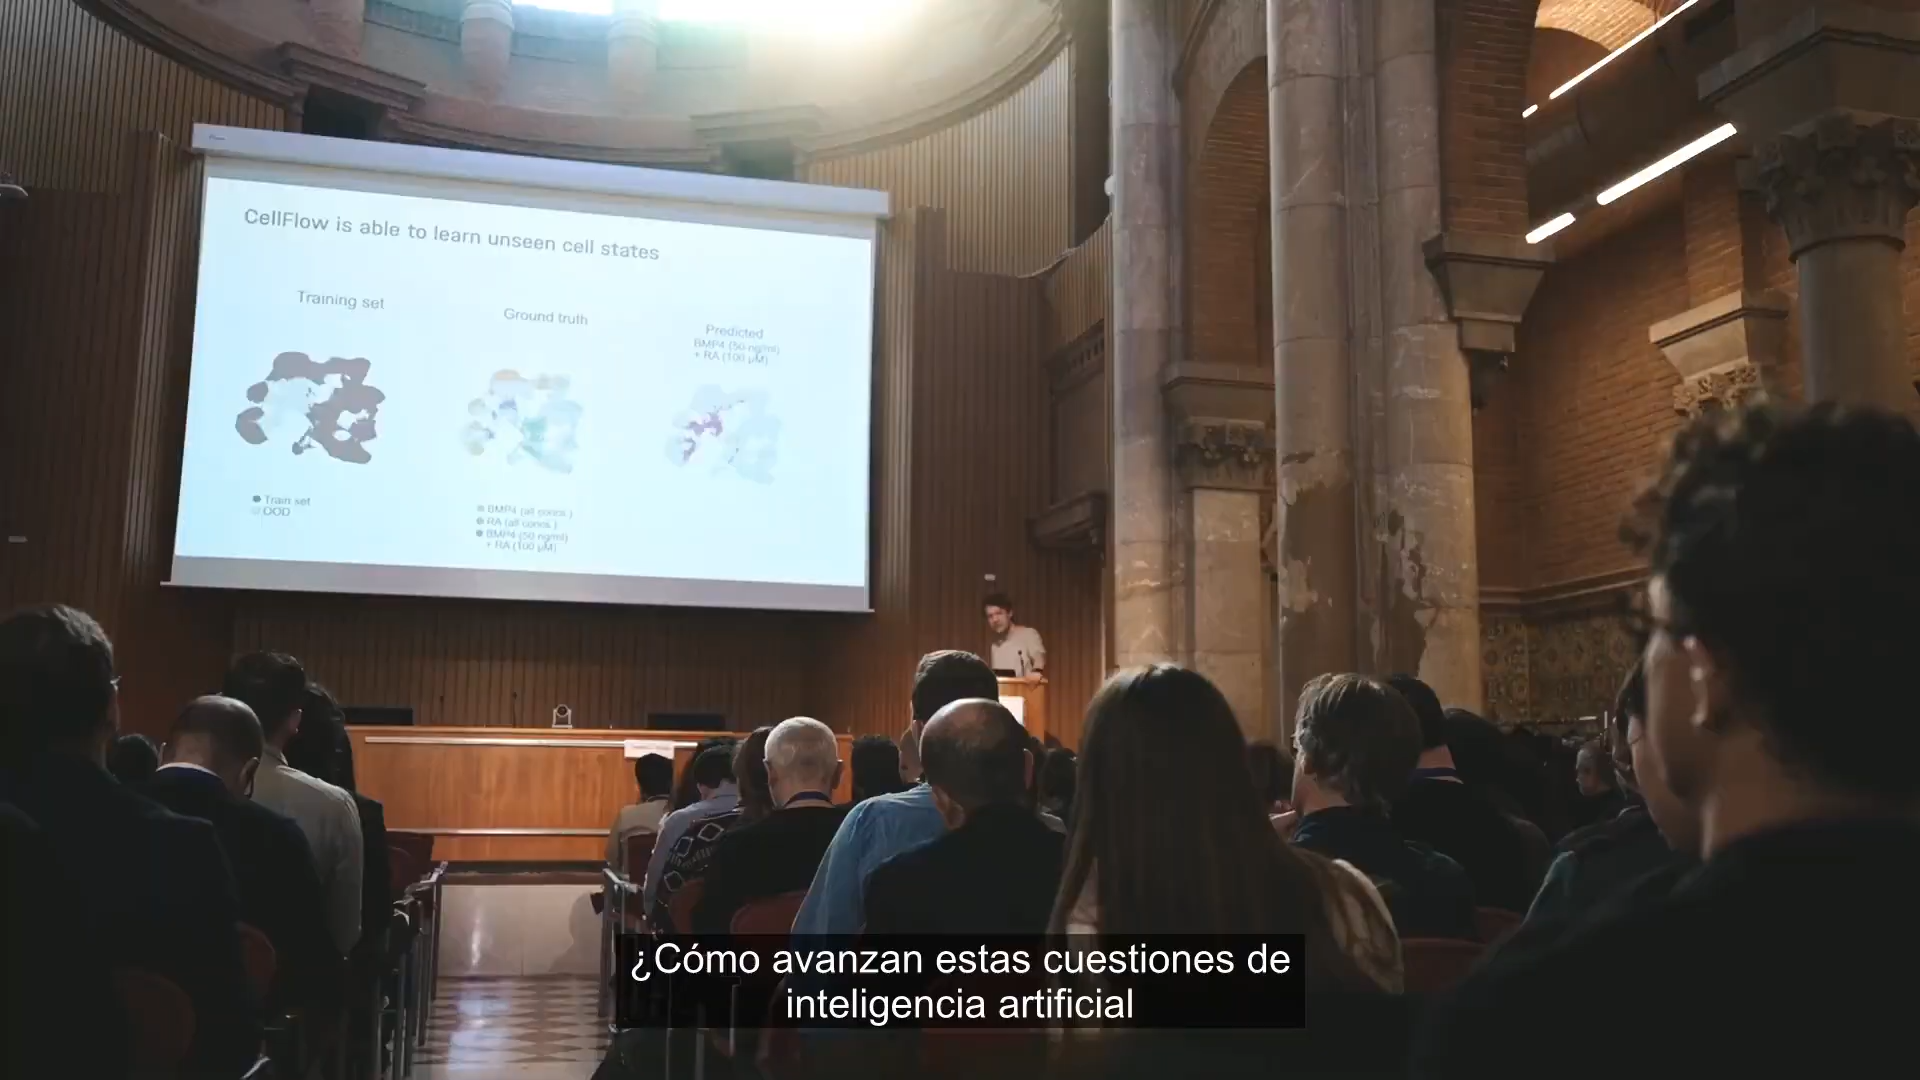 CellFlow is able to learn unseen cell states
Training set
Ground truth
Predicted
BMP4 (50 ng/ml)
+ RA (100 µM)
Train set
OOD
BMP4 (all concs.)
RA (all concs.)
BMP4 (50 ng/ml)
+ RA (100 µM)
¿Cómo avanzan estas cuestiones de
inteligencia artificial